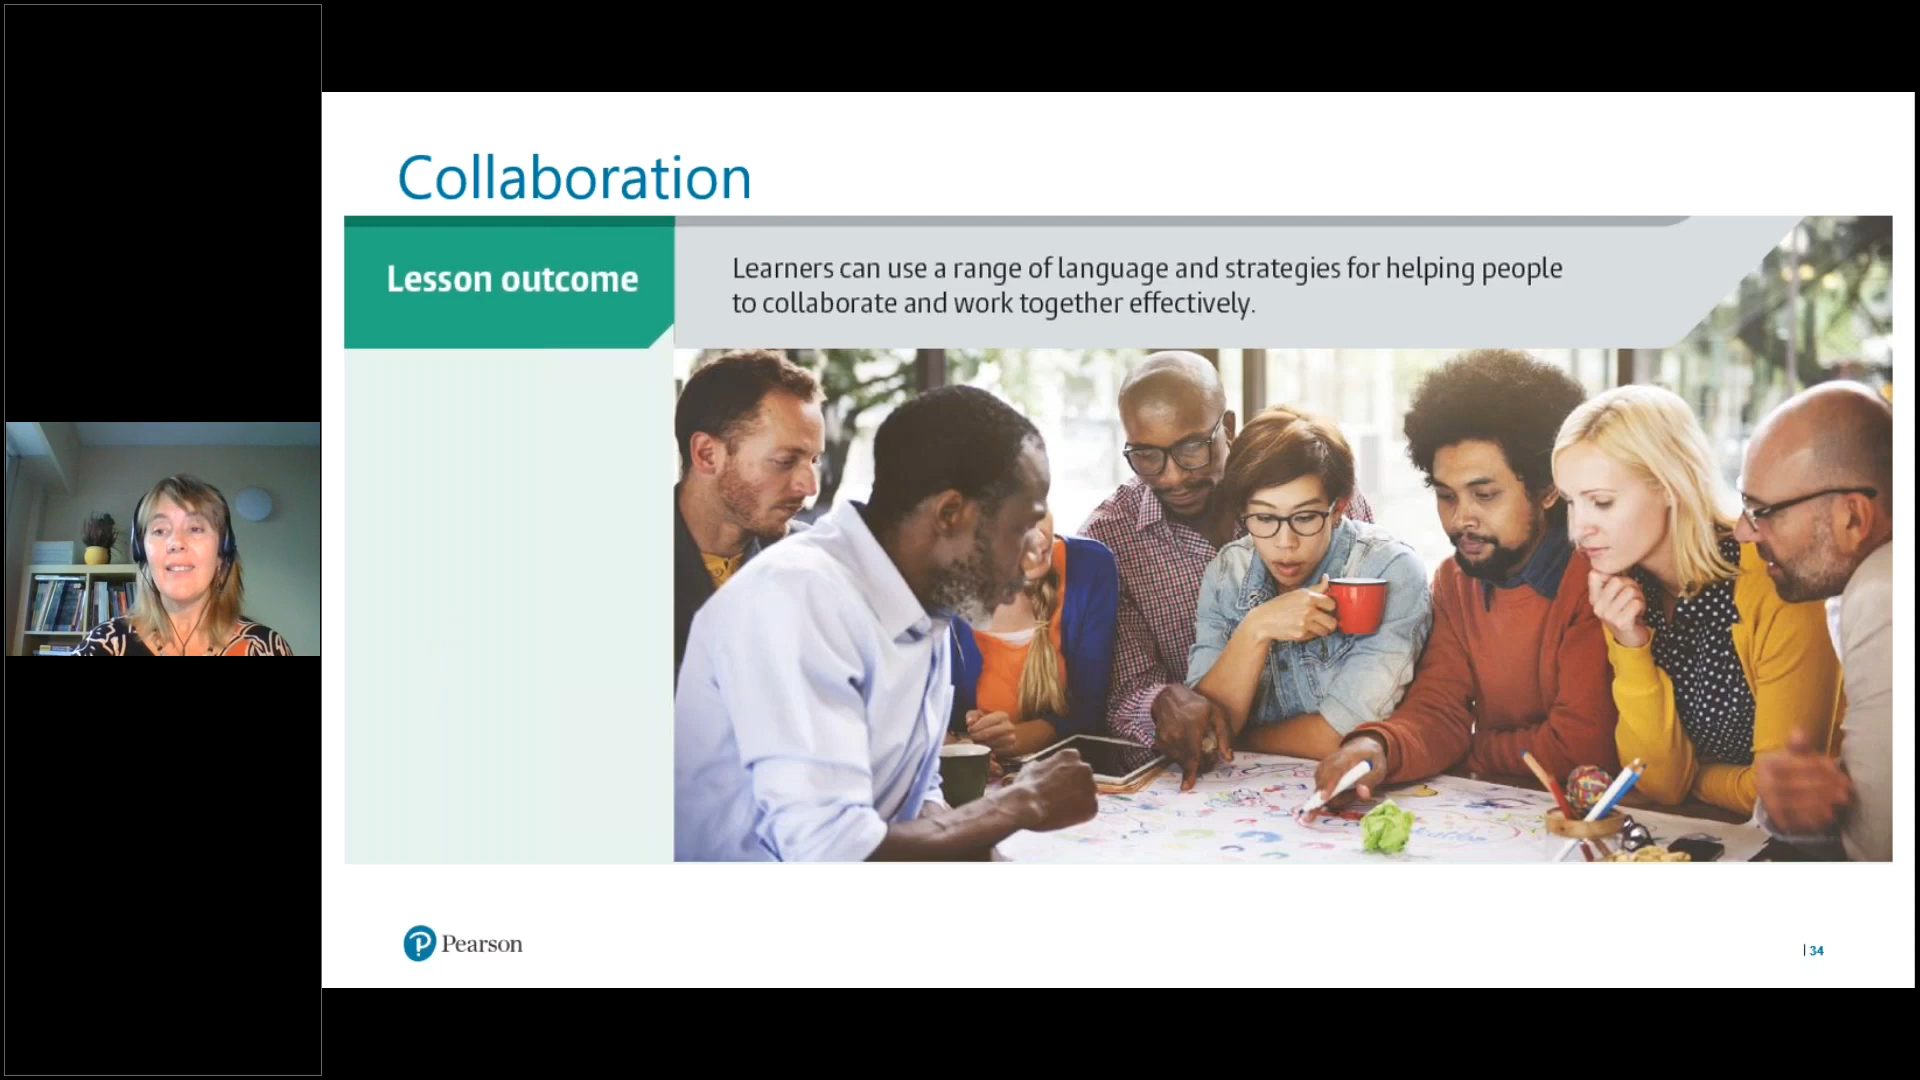 Collaboration
Lesson outcome
Learners can use a range of language and strategies for helping people
to collaborate and work together effectively.
Pearson
| 34